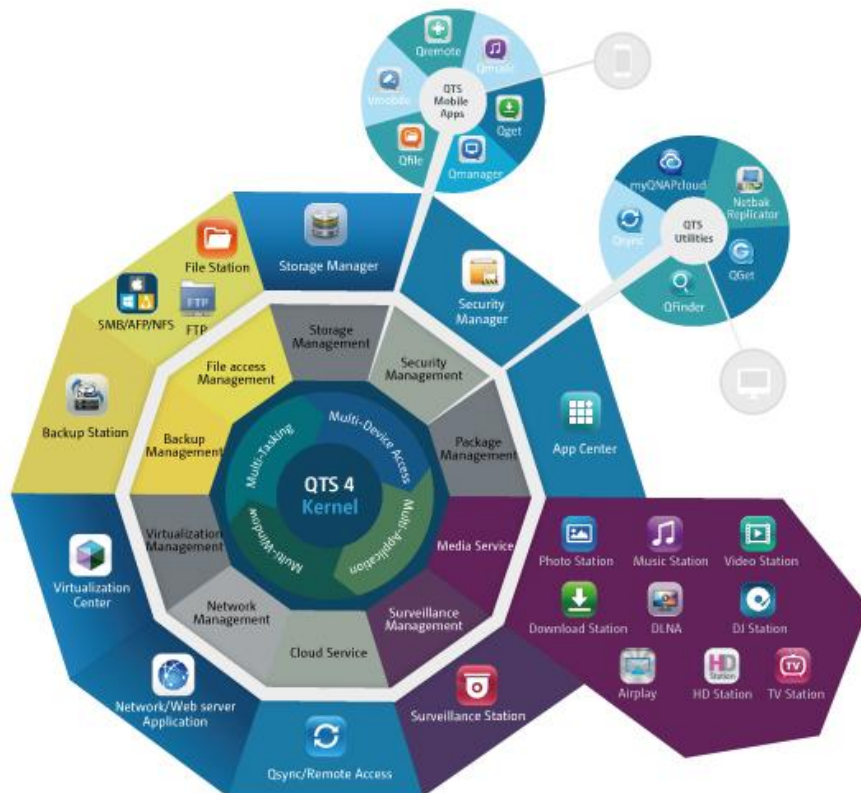 Qremote
Qmusic
Vmobile
QTS
Mobile
Apps
Qget
Qfile
Qmanager
myQNAPcloud
Netbak
Replicator
Qsync
QTS
Utilities
QGet
QFinder
File Station
Storage Manager
SMB/AFP/NFS
FTP
FTP
Security
Manager
Storage
Management
File access
Management
Security
Management
Backup Station
Backup
Management
Multi-Tasking
Multi-Device Access
Package
Management
App Center
QTS 4
Kernel
Virtualization
Management
Multi-Window
Multi-Application
Media Service
Photo Station
Music Station
Video Station
Virtualization
Center
Network
Management
Surveillance
Management
Download Station
DLNA
DJ Station
Cloud Service
HD
Station
TV
Airplay
HD Station
TV Station
Network/Web server
Application
Surveillance Station
Qsync/Remote Access